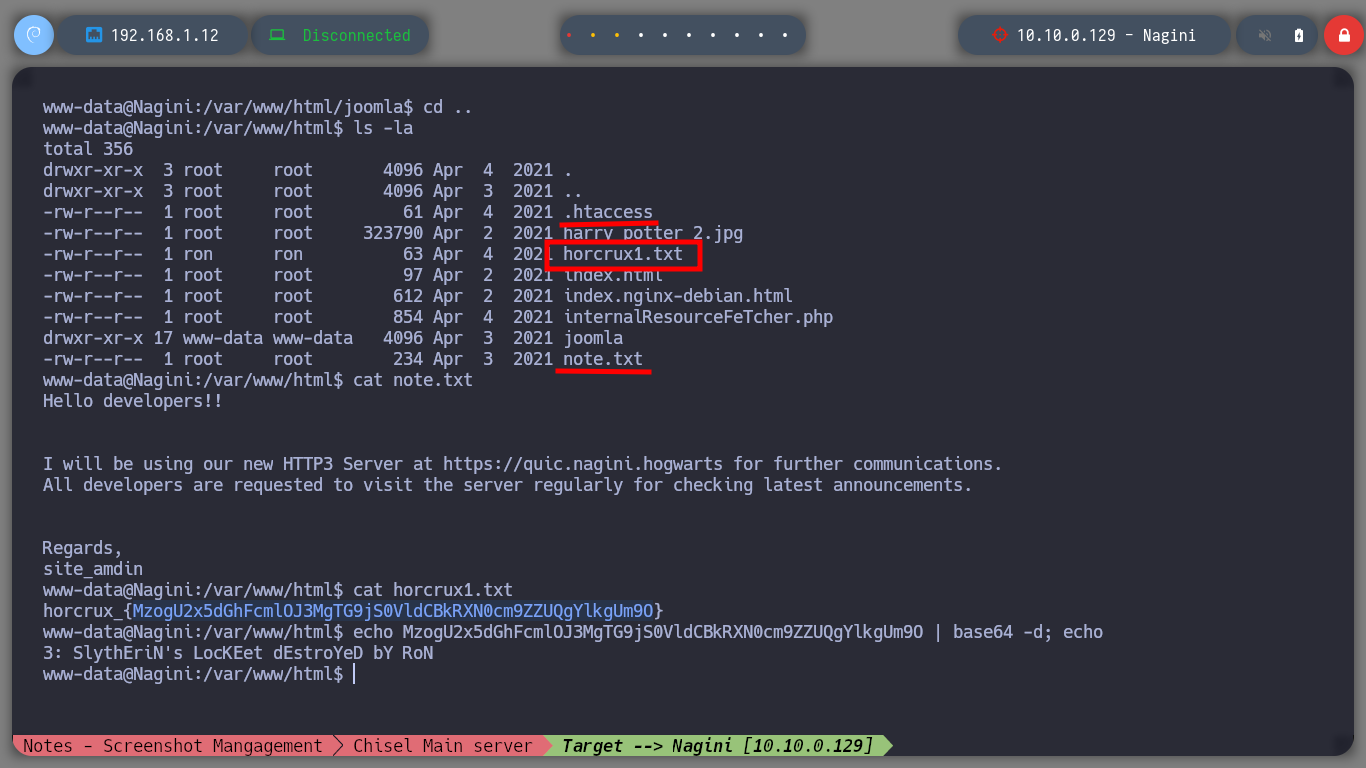 192.168.1.12 Disconnected 10.10.0.129 - Nagini
www-data@Nagini:/var/www/html/joomla$ cd ..
www-data@Nagini:/var/www/html$ ls -la
total 356
drwxr-xr-x  3 root     root       4096 Apr  4  2021 .
drwxr-xr-x  3 root     root       4096 Apr  3  2021 ..
-rw-r--r--  1 root     root         61 Apr  4  2021 .htaccess
-rw-r--r--  1 root     root     323790 Apr  2  2021 harry_potter_2.jpg
-rw-r--r--  1 ron      ron          63 Apr  4  2021 horcrux1.txt
-rw-r--r--  1 root     root         97 Apr  2  2021 index.html
-rw-r--r--  1 root     root        612 Apr  2  2021 index.nginx-debian.html
-rw-r--r--  1 root     root        854 Apr  4  2021 internalResourceFeTcher.php
drwxr-xr-x 17 www-data www-data   4096 Apr  3  2021 joomla
-rw-r--r--  1 root     root        234 Apr  3  2021 note.txt
www-data@Nagini:/var/www/html$ cat note.txt
Hello developers!!
I will be using our new HTTP3 Server at https://quic.nagini.hogwarts for further communications.
All developers are requested to visit the server regularly for checking latest announcements.
Regards,
site_amdin
www-data@Nagini:/var/www/html$ cat horcrux1.txt
horcrux_{MzogU2x5dGhFcmlOJ3MgTG9jS0VldCBkRXN0cm9ZZUQgYlkgUm9O}
www-data@Nagini:/var/www/html$ echo MzogU2x5dGhFcmlOJ3MgTG9jS0VldCBkRXN0cm9ZZUQgYlkgUm9O | base64 -d; echo
3: SlythEriN's LocKEet dEstroYeD bY RoN
www-data@Nagini:/var/www/html$
Notes - Screenshot Mangagement Chisel Main server Target --> Nagini [10.10.0.129]